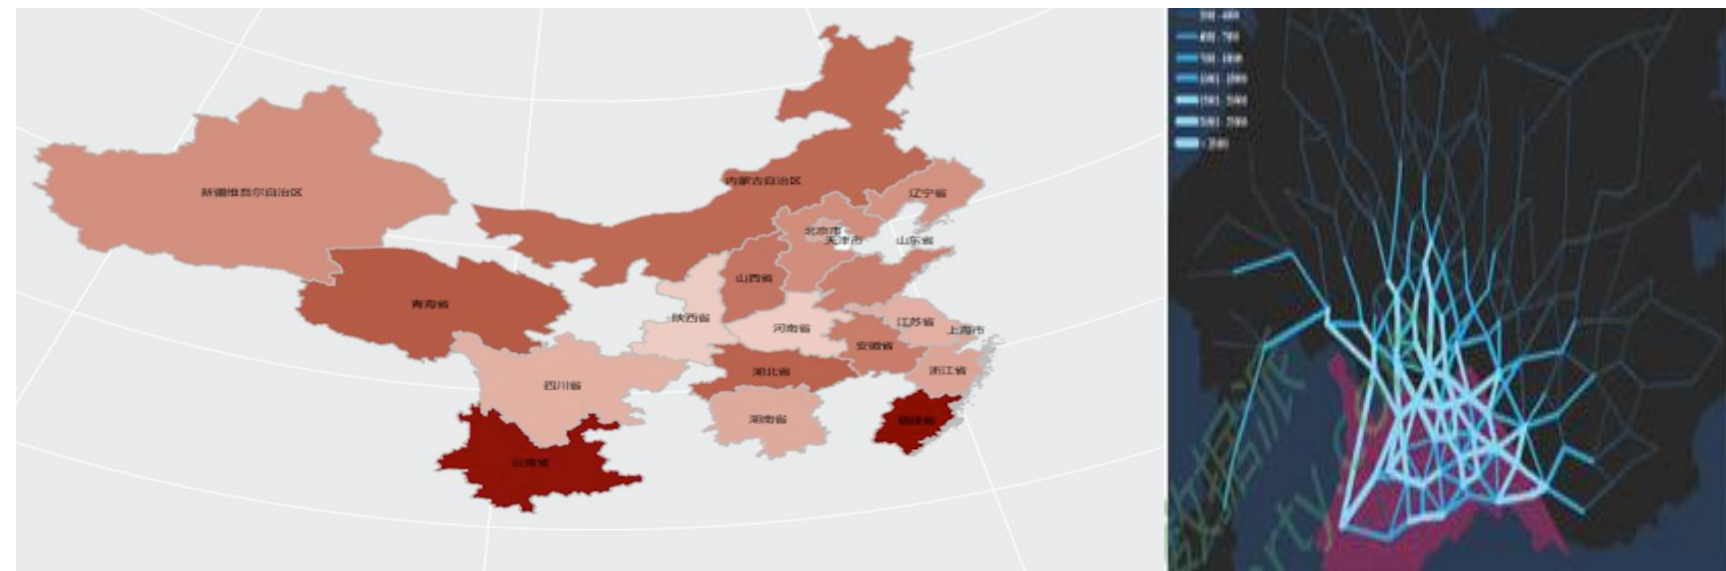 新疆维吾尔自治区
内蒙古自治区
辽宁省
北京市
天津市
山东省
山西省
青海省
陕西省
河南省
江苏省
上海市
安徽省
湖北省
浙江省
四川省
湖南省
福建省
云南省